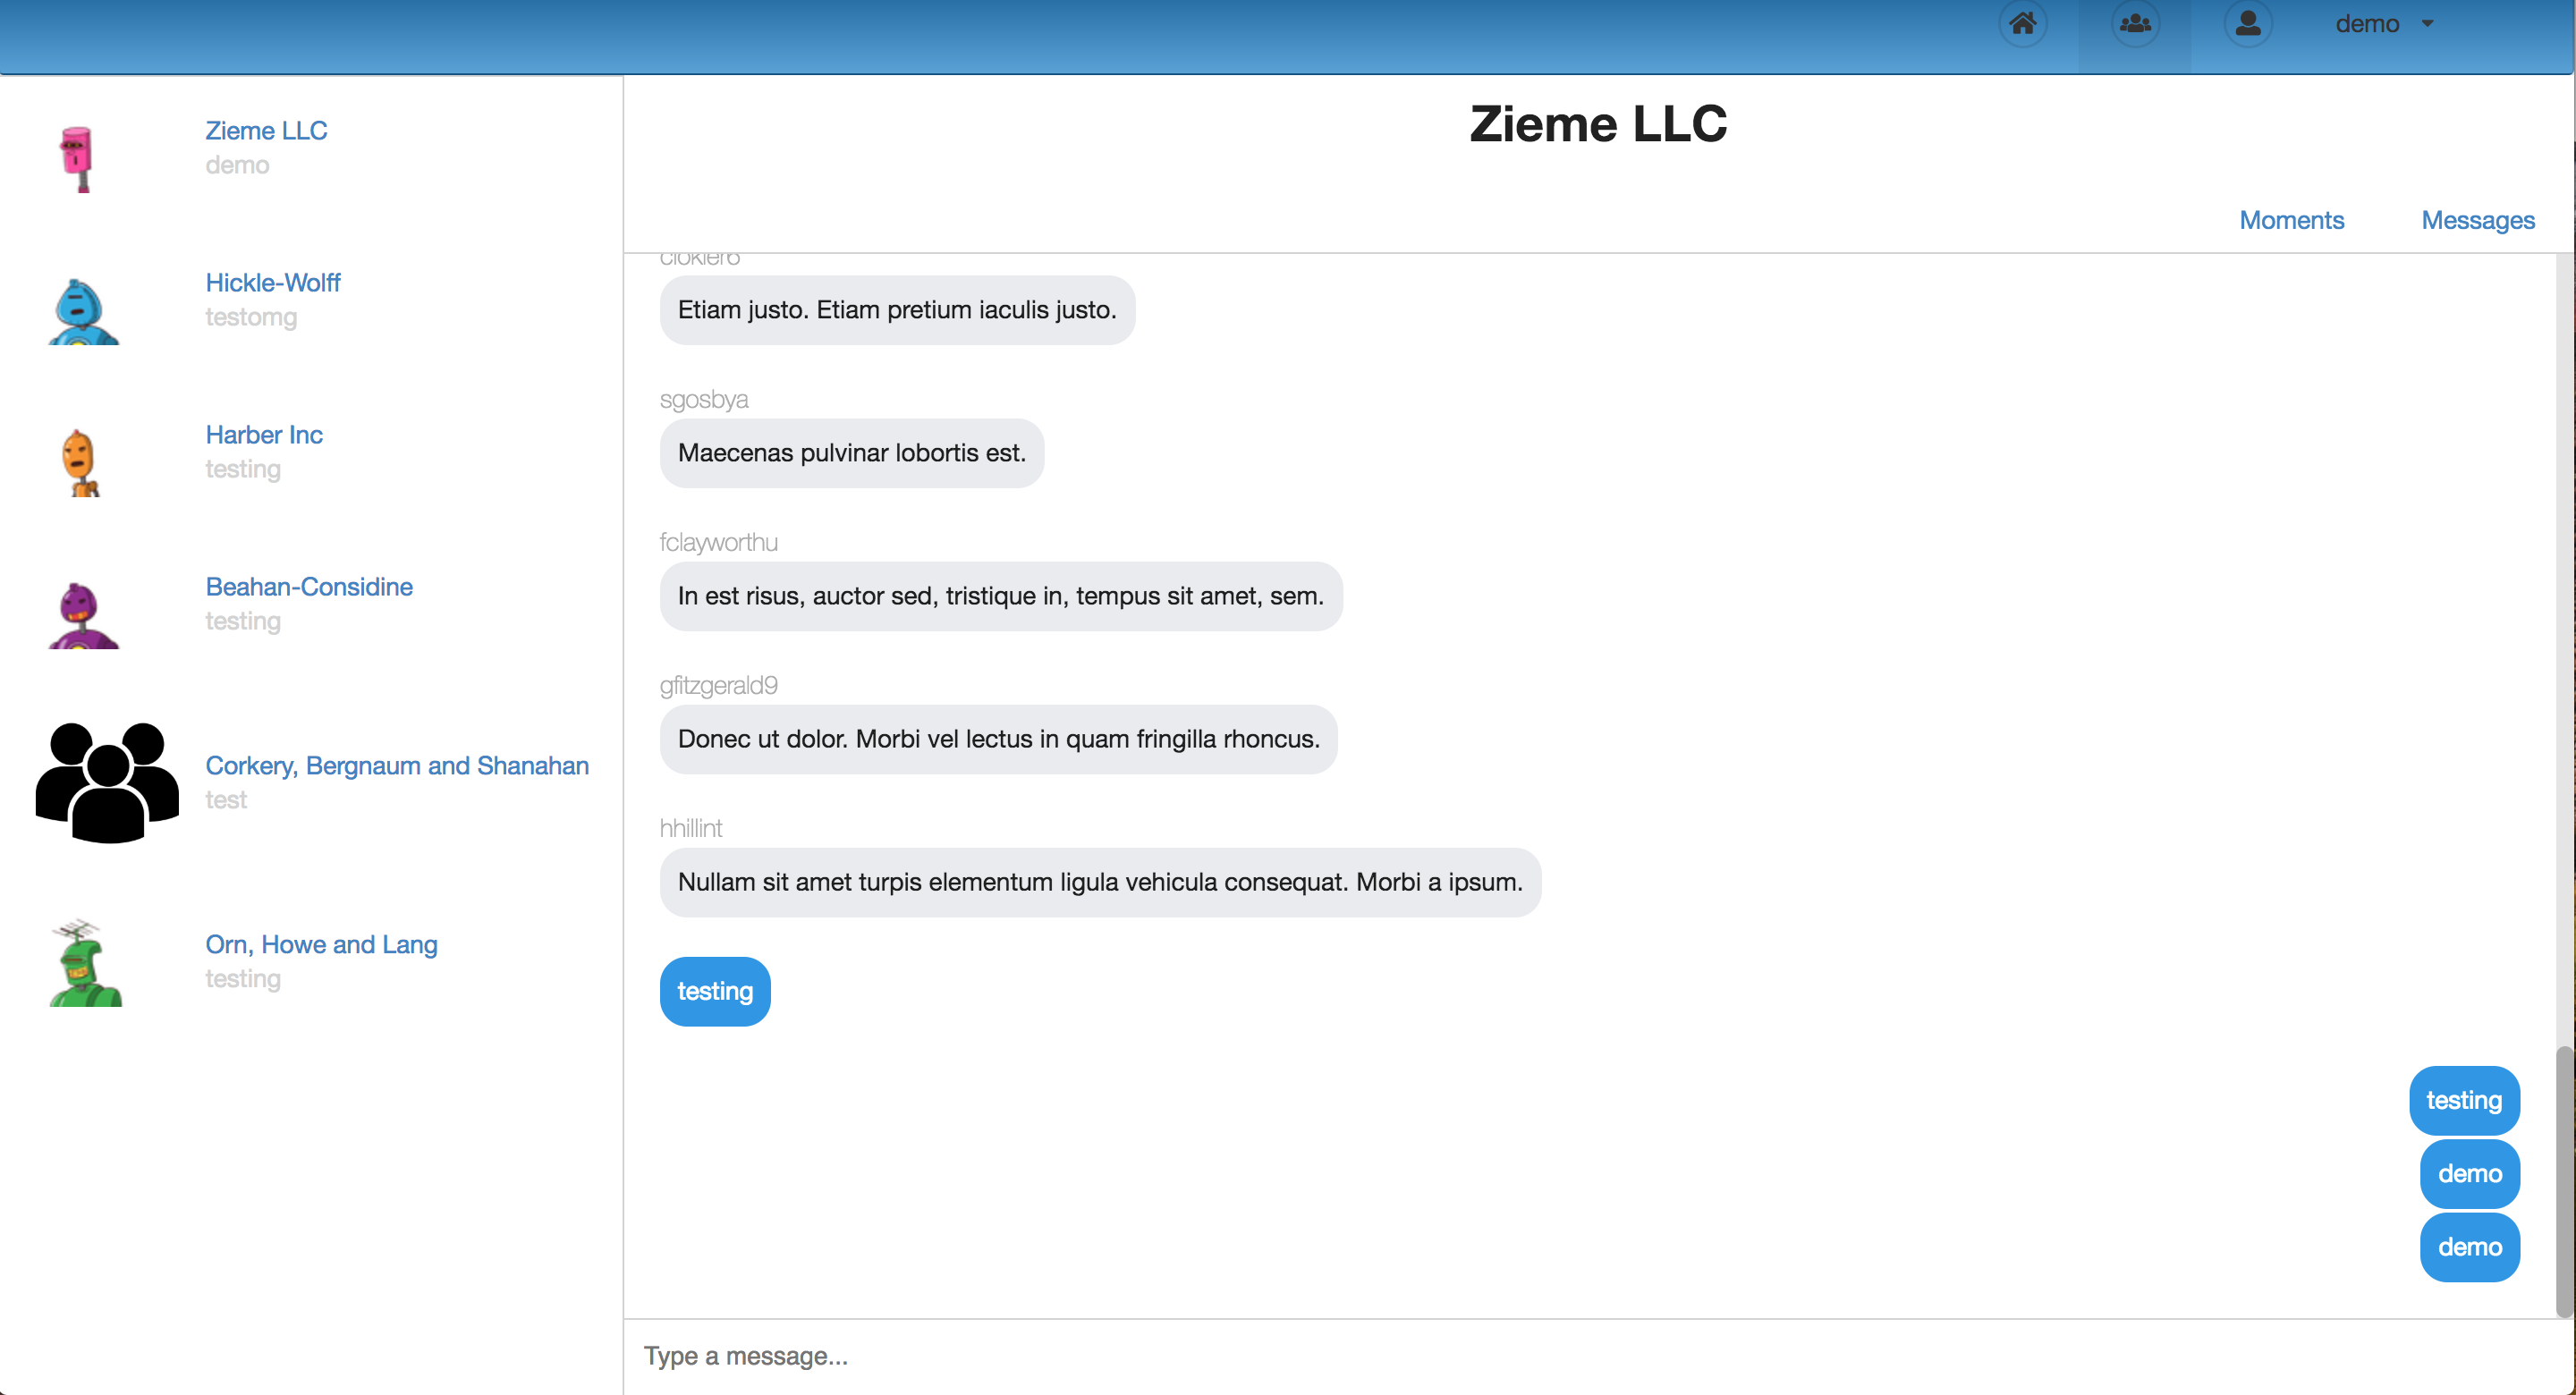 demo
Zieme LLC
demo
Hickle-Wolff
testomg
Harber Inc
testing
Beahan-Considine
testing
Corkery, Bergnaum and Shanahan
test
Orn, Howe and Lang
testing
Zieme LLC
Moments
Messages
Etiam justo. Etiam pretium iaculis justo.
sgosbya
Maecenas pulvinar lobortis est.
fclayworthu
In est risus, auctor sed, tristique in, tempus sit amet, sem.
gfitzgerald9
Donec ut dolor. Morbi vel lectus in quam fringilla rhoncus.
hhillint
Nullam sit amet turpis elementum ligula vehicula consequat. Morbi a ipsum.
testing
testing
demo
demo
Type a message...